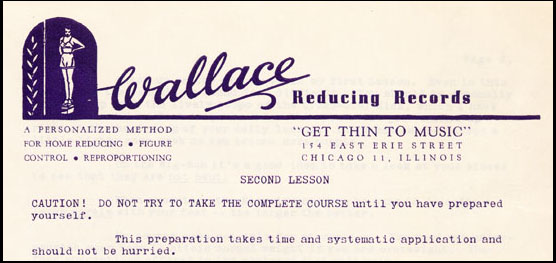 Wallace
Reducing Records
A PERSONALIZED METHOD
FOR HOME REDUCING • FIGURE
CONTROL • REPROPORTIONING
"GET THIN TO MUSIC"
154 EAST ERIE STREET
CHICAGO 11, ILLINOIS
SECOND LESSON
CAUTION! DO NOT TRY TO TAKE THE COMPLETE COURSE until you have prepared
yourself.
This preparation takes time and systematic application and
should not be hurried.